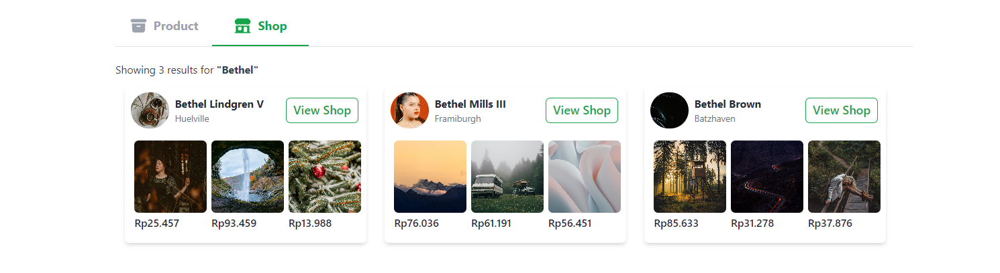 Product
Shop
Showing 3 results for "Bethel"
Bethel Lindgren V
Huelville
View Shop
Rp25.457
Rp93.459
Rp13.988
Bethel Mills III
Framiburgh
View Shop
Rp76.036
Rp61.191
Rp56.451
Bethel Brown
Batzhaven
View Shop
Rp85.633
Rp31.278
Rp37.876